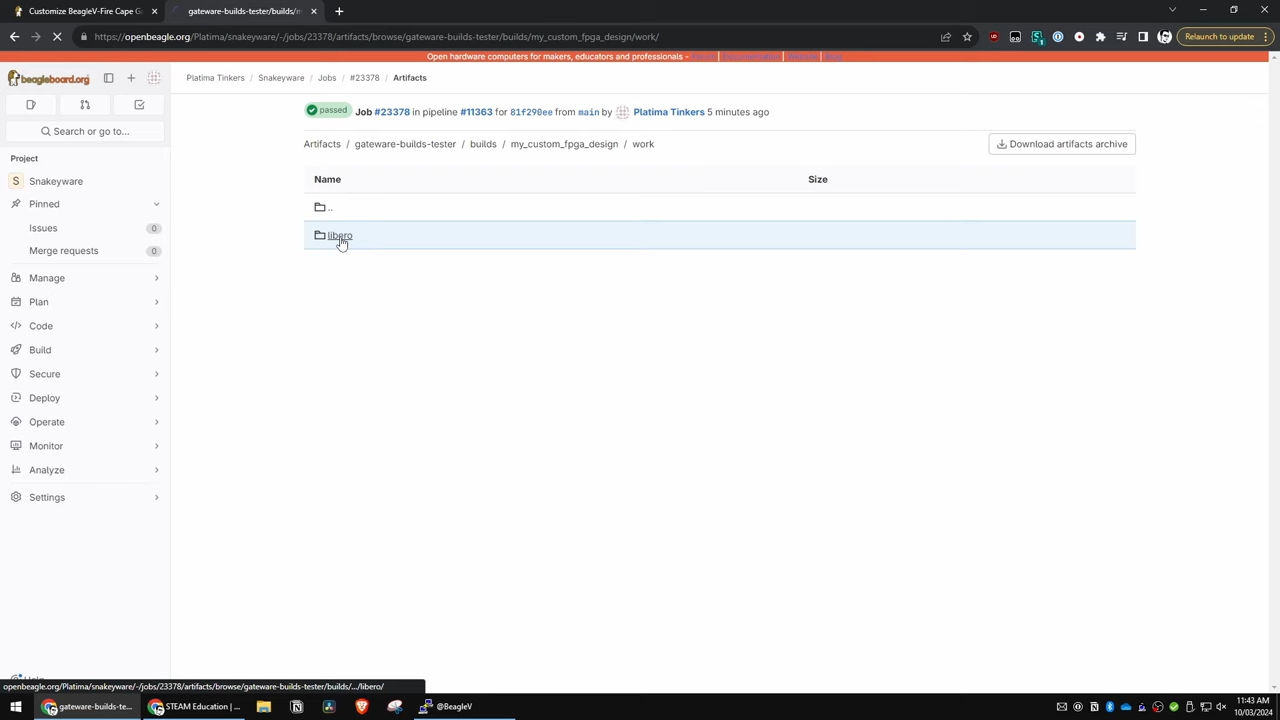 Customize BeagleV-Fire Cape G
gateware-builds-tester/builds/my
https://openbeagle.org/Platima/snakeyware/-/jobs/23378/artifacts/browse/gateware-builds-tester/builds/my_custom_fpga_design/work/
Relaunch to update
Open hardware computers for makers, educators and professionals -
beagleboard.org
Platima Tinkers / Snakeyware / Jobs / #23378 / Artifacts
passed Job #23378 in pipeline #11363 for 81f290ee from main by Platima Tinkers 5 minutes ago
Search or go to...
Artifacts / gateware-builds-tester / builds / my_custom_fpga_design / work
Download artifacts archive
Project
Name Size
S Snakeyware
Pinned
..
Issues 0
libero
Merge requests 0
Manage
Plan
Code
Build
Secure
Deploy
Operate
Monitor
Analyze
Settings
Help
openbeagle.org/Platima/snakeyware/-/jobs/23378/artifacts/browse/gateware-builds-tester/builds/.../libero/
gateware-builds-te...
STEAM Education | ...
@BeagleV
11:43 AM
10/03/2024